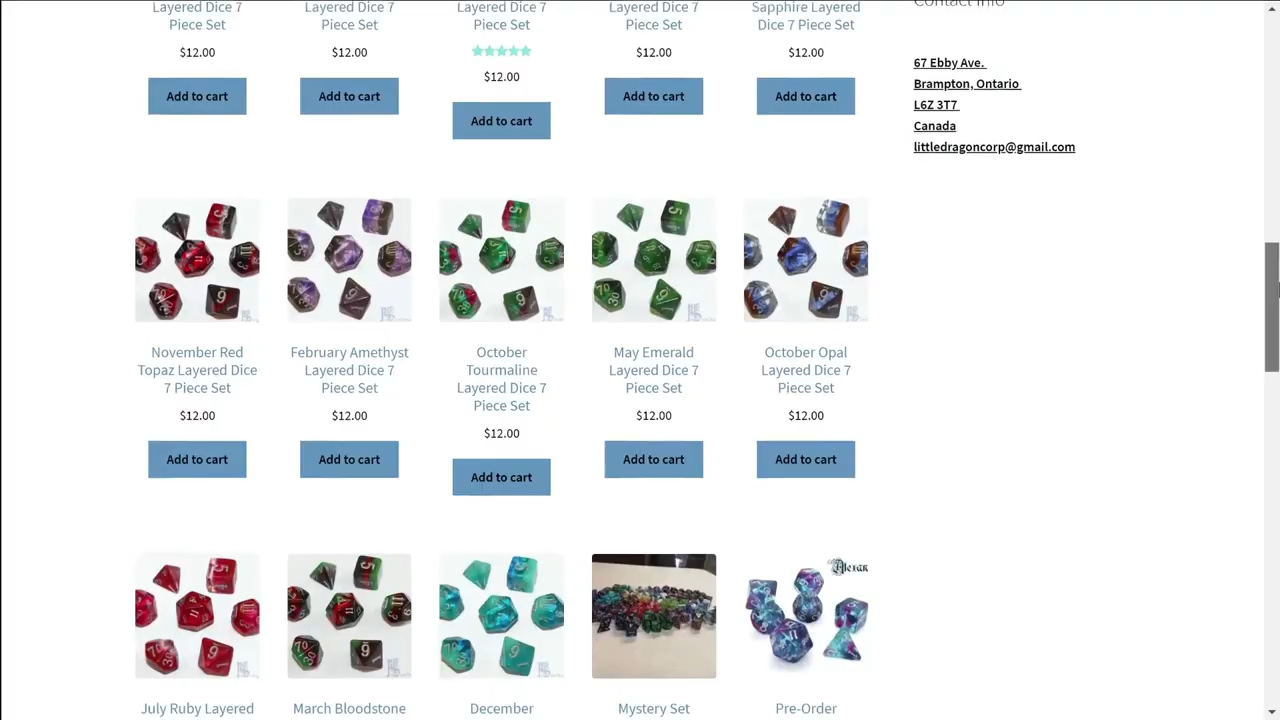 Layered Dice 7
Piece Set
$12.00
Add to cart
Layered Dice 7
Piece Set
$12.00
Add to cart
Layered Dice 7
Piece Set
$12.00
Add to cart
Layered Dice 7
Piece Set
$12.00
Add to cart
Sapphire Layered
Dice 7 Piece Set
$12.00
Add to cart
Contact Info
67 Ebby Ave.
Brampton, Ontario
L6Z 3T7
Canada
littledragoncorp@gmail.com
November Red
Topaz Layered Dice
7 Piece Set
$12.00
Add to cart
February Amethyst
Layered Dice 7
Piece Set
$12.00
Add to cart
October
Tourmaline
Layered Dice 7
Piece Set
$12.00
Add to cart
May Emerald
Layered Dice 7
Piece Set
$12.00
Add to cart
October Opal
Layered Dice 7
Piece Set
$12.00
Add to cart
July Ruby Layered
March Bloodstone
December
Mystery Set
Pre-Order